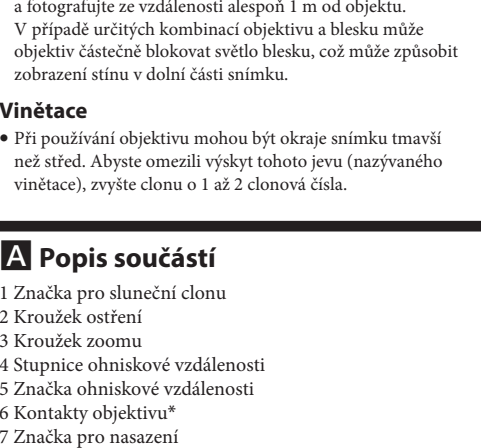 a fotografujte ze vzdálenosti alespoň 1 m od objektu.
V případě určitých kombinací objektivu a blesku může
objektiv částečně blokovat světlo blesku, což může způsobit
zobrazení stínu v dolní části snímku.
Vinětace
• Při používání objektivu mohou být okraje snímku tmavší
než střed. Abyste omezili výskyt tohoto jevu (nazývaného
vinětace), zvyšte clonu o 1 až 2 clonová čísla.
A Popis součástí
1 Značka pro sluneční clonu
2 Kroužek ostření
3 Kroužek zoomu
4 Stupnice ohniskové vzdálenosti
5 Značka ohniskové vzdálenosti
6 Kontakty objektivu*
7 Značka pro nasazení